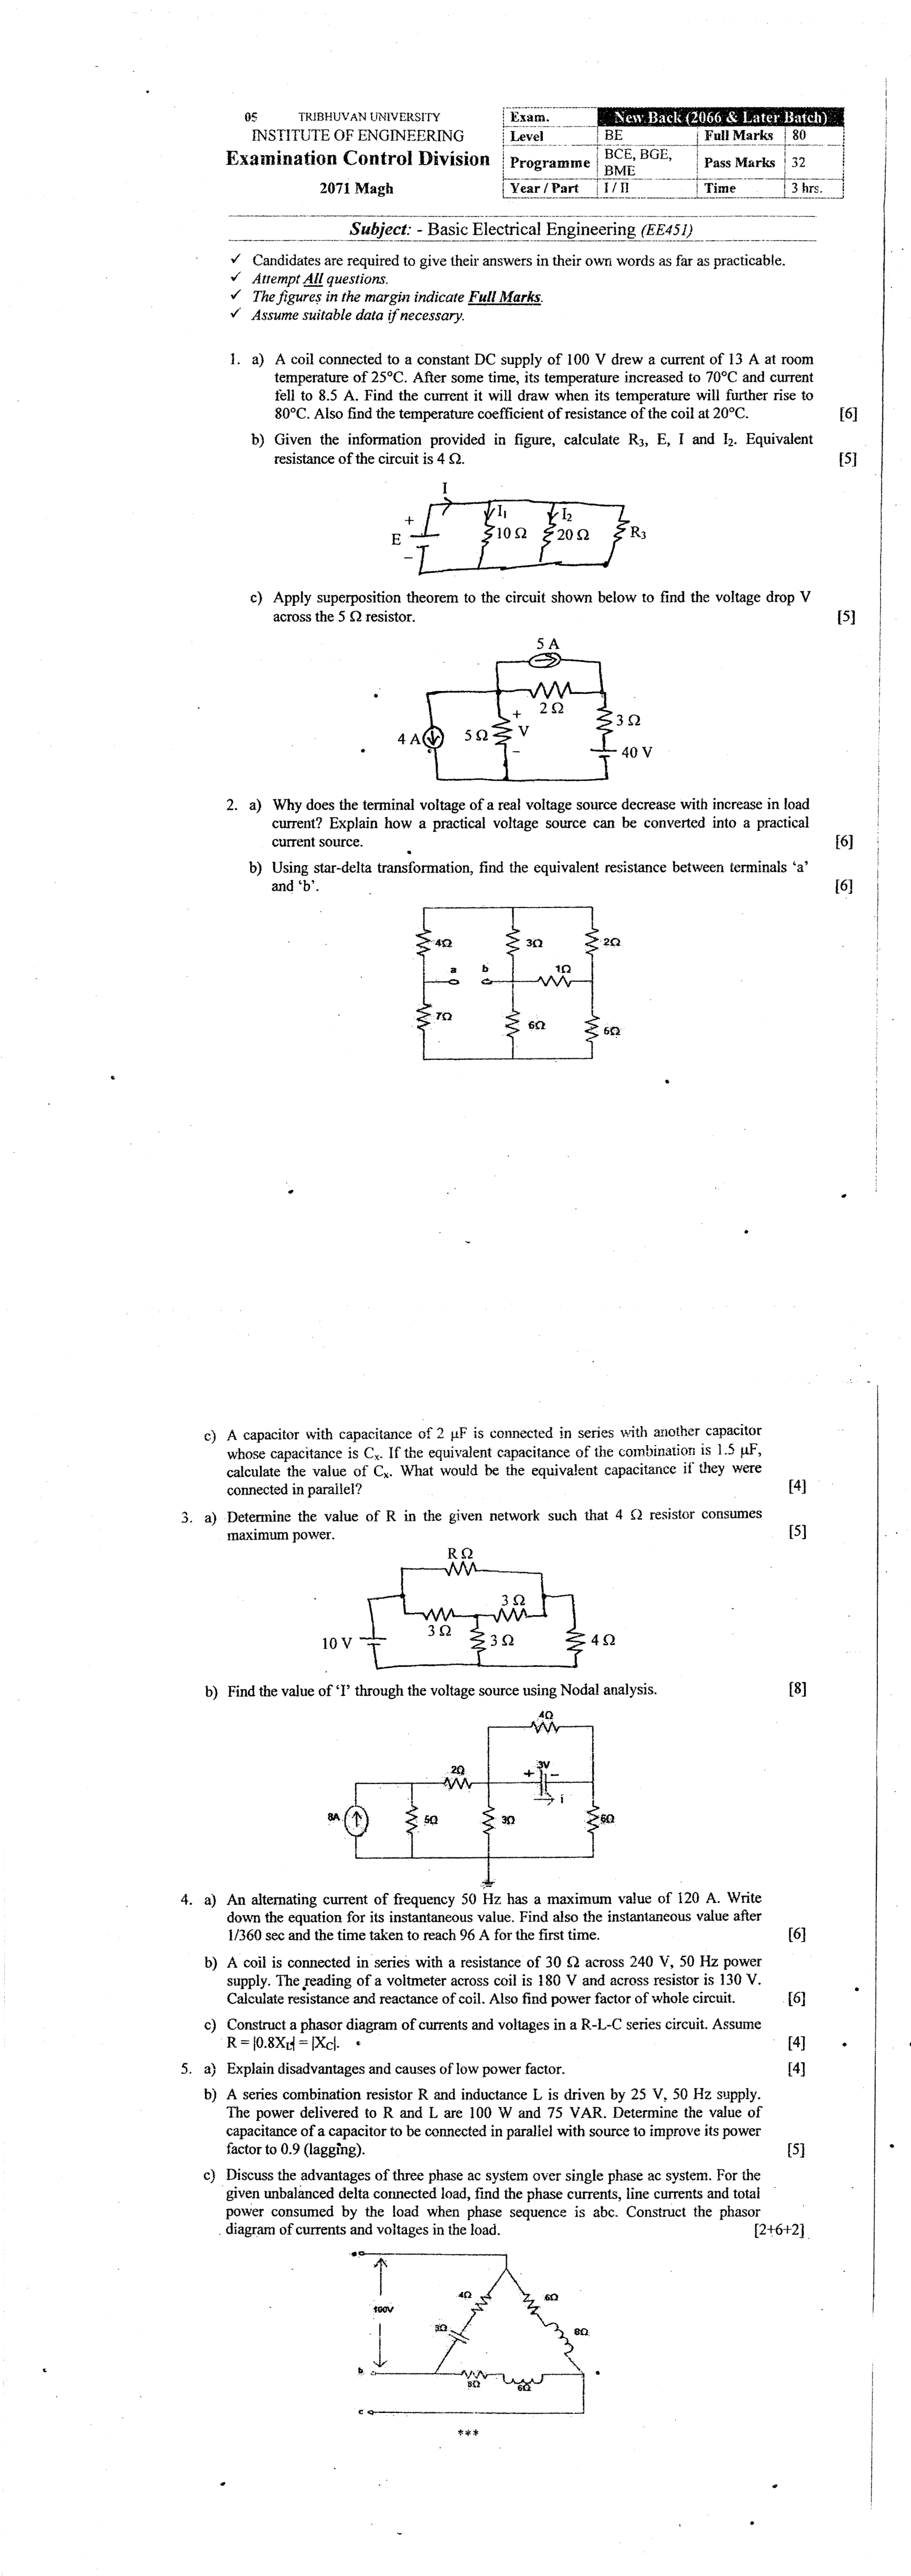 05 TRIBHUVAN UNIVERSITY
INSTITUTE OF ENGINEERING
Examination Control Division
2071 Magh
Exam. New Back (2066 & Later Batch)
Level BE Full Marks 80
Programme BCE, BGE, BME Pass Marks 32
Year / Part I / II Time 3 hrs.
Subject: - Basic Electrical Engineering (EE451)
✓ Candidates are required to give their answers in their own words as far as practicable.
✓ Attempt All questions.
✓ The figures in the margin indicate Full Marks.
✓ Assume suitable data if necessary.
1. a) A coil connected to a constant DC supply of 100 V drew a current of 13 A at room
temperature of 25°C. After some time, its temperature increased to 70°C and current
fell to 8.5 A. Find the current it will draw when its temperature will further rise to
80°C. Also find the temperature coefficient of resistance of the coil at 20°C. [6]
b) Given the information provided in figure, calculate R₃, E, I and I₂. Equivalent
resistance of the circuit is 4 Ω. [5]
I
+ I₁ I₂
E 10 Ω 20 Ω R₃
−
c) Apply superposition theorem to the circuit shown below to find the voltage drop V
across the 5 Ω resistor. [5]
5 A
2 Ω
+ 3 Ω
4 A 5 Ω V
− 40 V
2. a) Why does the terminal voltage of a real voltage source decrease with increase in load
current? Explain how a practical voltage source can be converted into a practical
current source. [6]
b) Using star-delta transformation, find the equivalent resistance between terminals ‘a’
and ‘b’. [6]
4Ω 3Ω 2Ω
a b 1Ω
7Ω 6Ω 6Ω
c) A capacitor with capacitance of 2 μF is connected in series with another capacitor
whose capacitance is Cₓ. If the equivalent capacitance of the combination is 1.5 μF,
calculate the value of Cₓ. What would be the equivalent capacitance if they were
connected in parallel? [4]
3. a) Determine the value of R in the given network such that 4 Ω resistor consumes
maximum power. [5]
R Ω
3 Ω
3 Ω
10 V 3 Ω 4 Ω
b) Find the value of ‘I’ through the voltage source using Nodal analysis. [8]
4Ω
2Ω + 3V −
i
8A 5Ω 3Ω 6Ω
4. a) An alternating current of frequency 50 Hz has a maximum value of 120 A. Write
down the equation for its instantaneous value. Find also the instantaneous value after
1/360 sec and the time taken to reach 96 A for the first time. [6]
b) A coil is connected in series with a resistance of 30 Ω across 240 V, 50 Hz power
supply. The reading of a voltmeter across coil is 180 V and across resistor is 130 V.
Calculate resistance and reactance of coil. Also find power factor of whole circuit. [6]
c) Construct a phasor diagram of currents and voltages in a R-L-C series circuit. Assume
R = |0.8X_L| = |X_C|. [4]
5. a) Explain disadvantages and causes of low power factor. [4]
b) A series combination resistor R and inductance L is driven by 25 V, 50 Hz supply.
The power delivered to R and L are 100 W and 75 VAR. Determine the value of
capacitance of a capacitor to be connected in parallel with source to improve its power
factor to 0.9 (lagging). [5]
c) Discuss the advantages of three phase ac system over single phase ac system. For the
given unbalanced delta connected load, find the phase currents, line currents and total
power consumed by the load when phase sequence is abc. Construct the phasor
diagram of currents and voltages in the load. [2+6+2]
a
4Ω 6Ω
100V
3Ω 8Ω
b
8Ω 6Ω
c
***